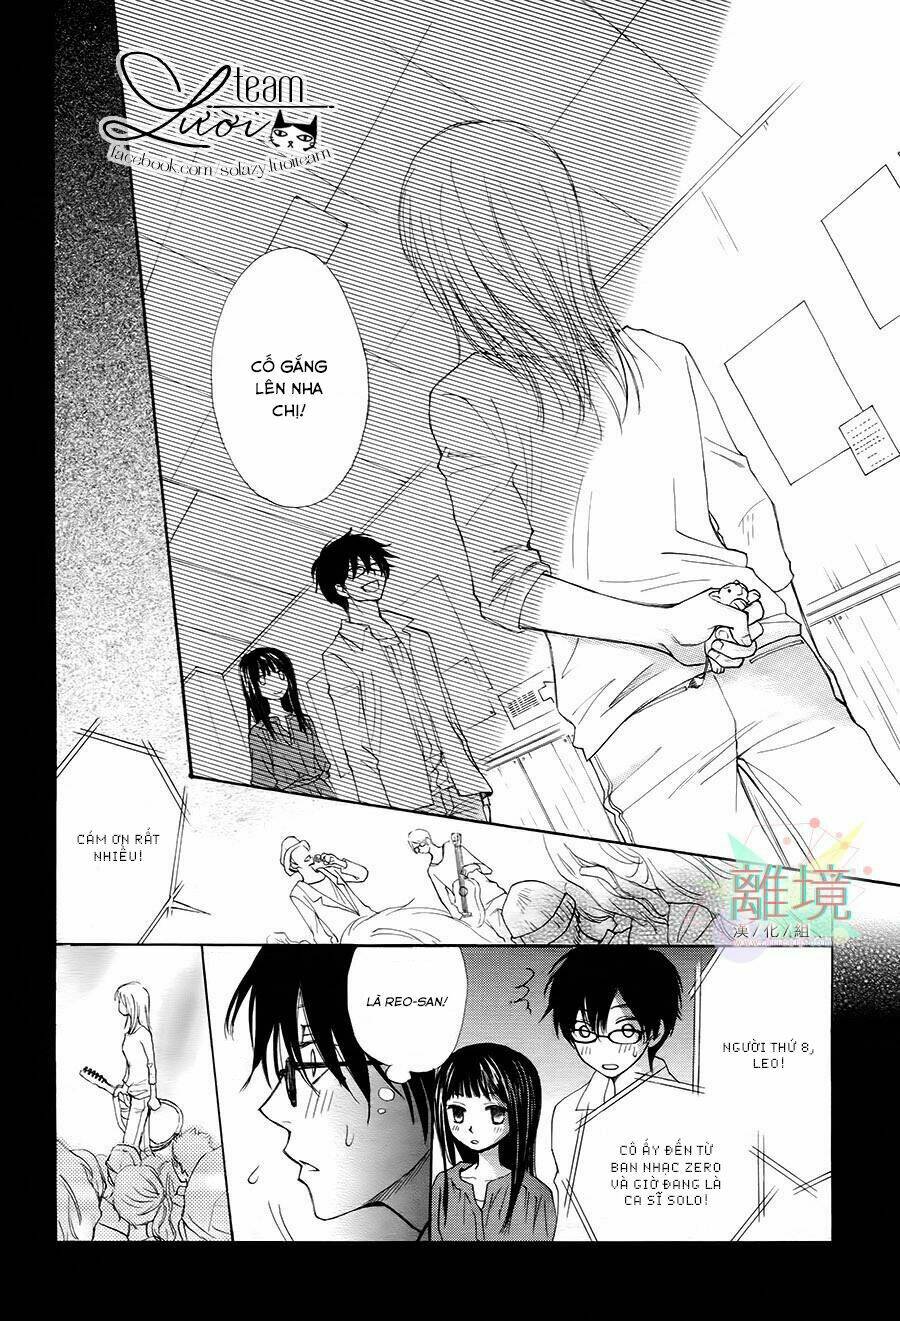 team
Lười
facebook.com/solazy.luoiteam
CỐ GẮNG
LÊN NHA
CHỊ!
CÁM ƠN RẤT
NHIỀU!
離境
漢/化/組
LÀ REO-SAN!
NGƯỜI THỨ 8,
LEO!
CÔ ẤY ĐẾN TỪ
BAN NHẠC ZERO
VÀ GIỜ ĐANG LÀ
CA SĨ SOLO!